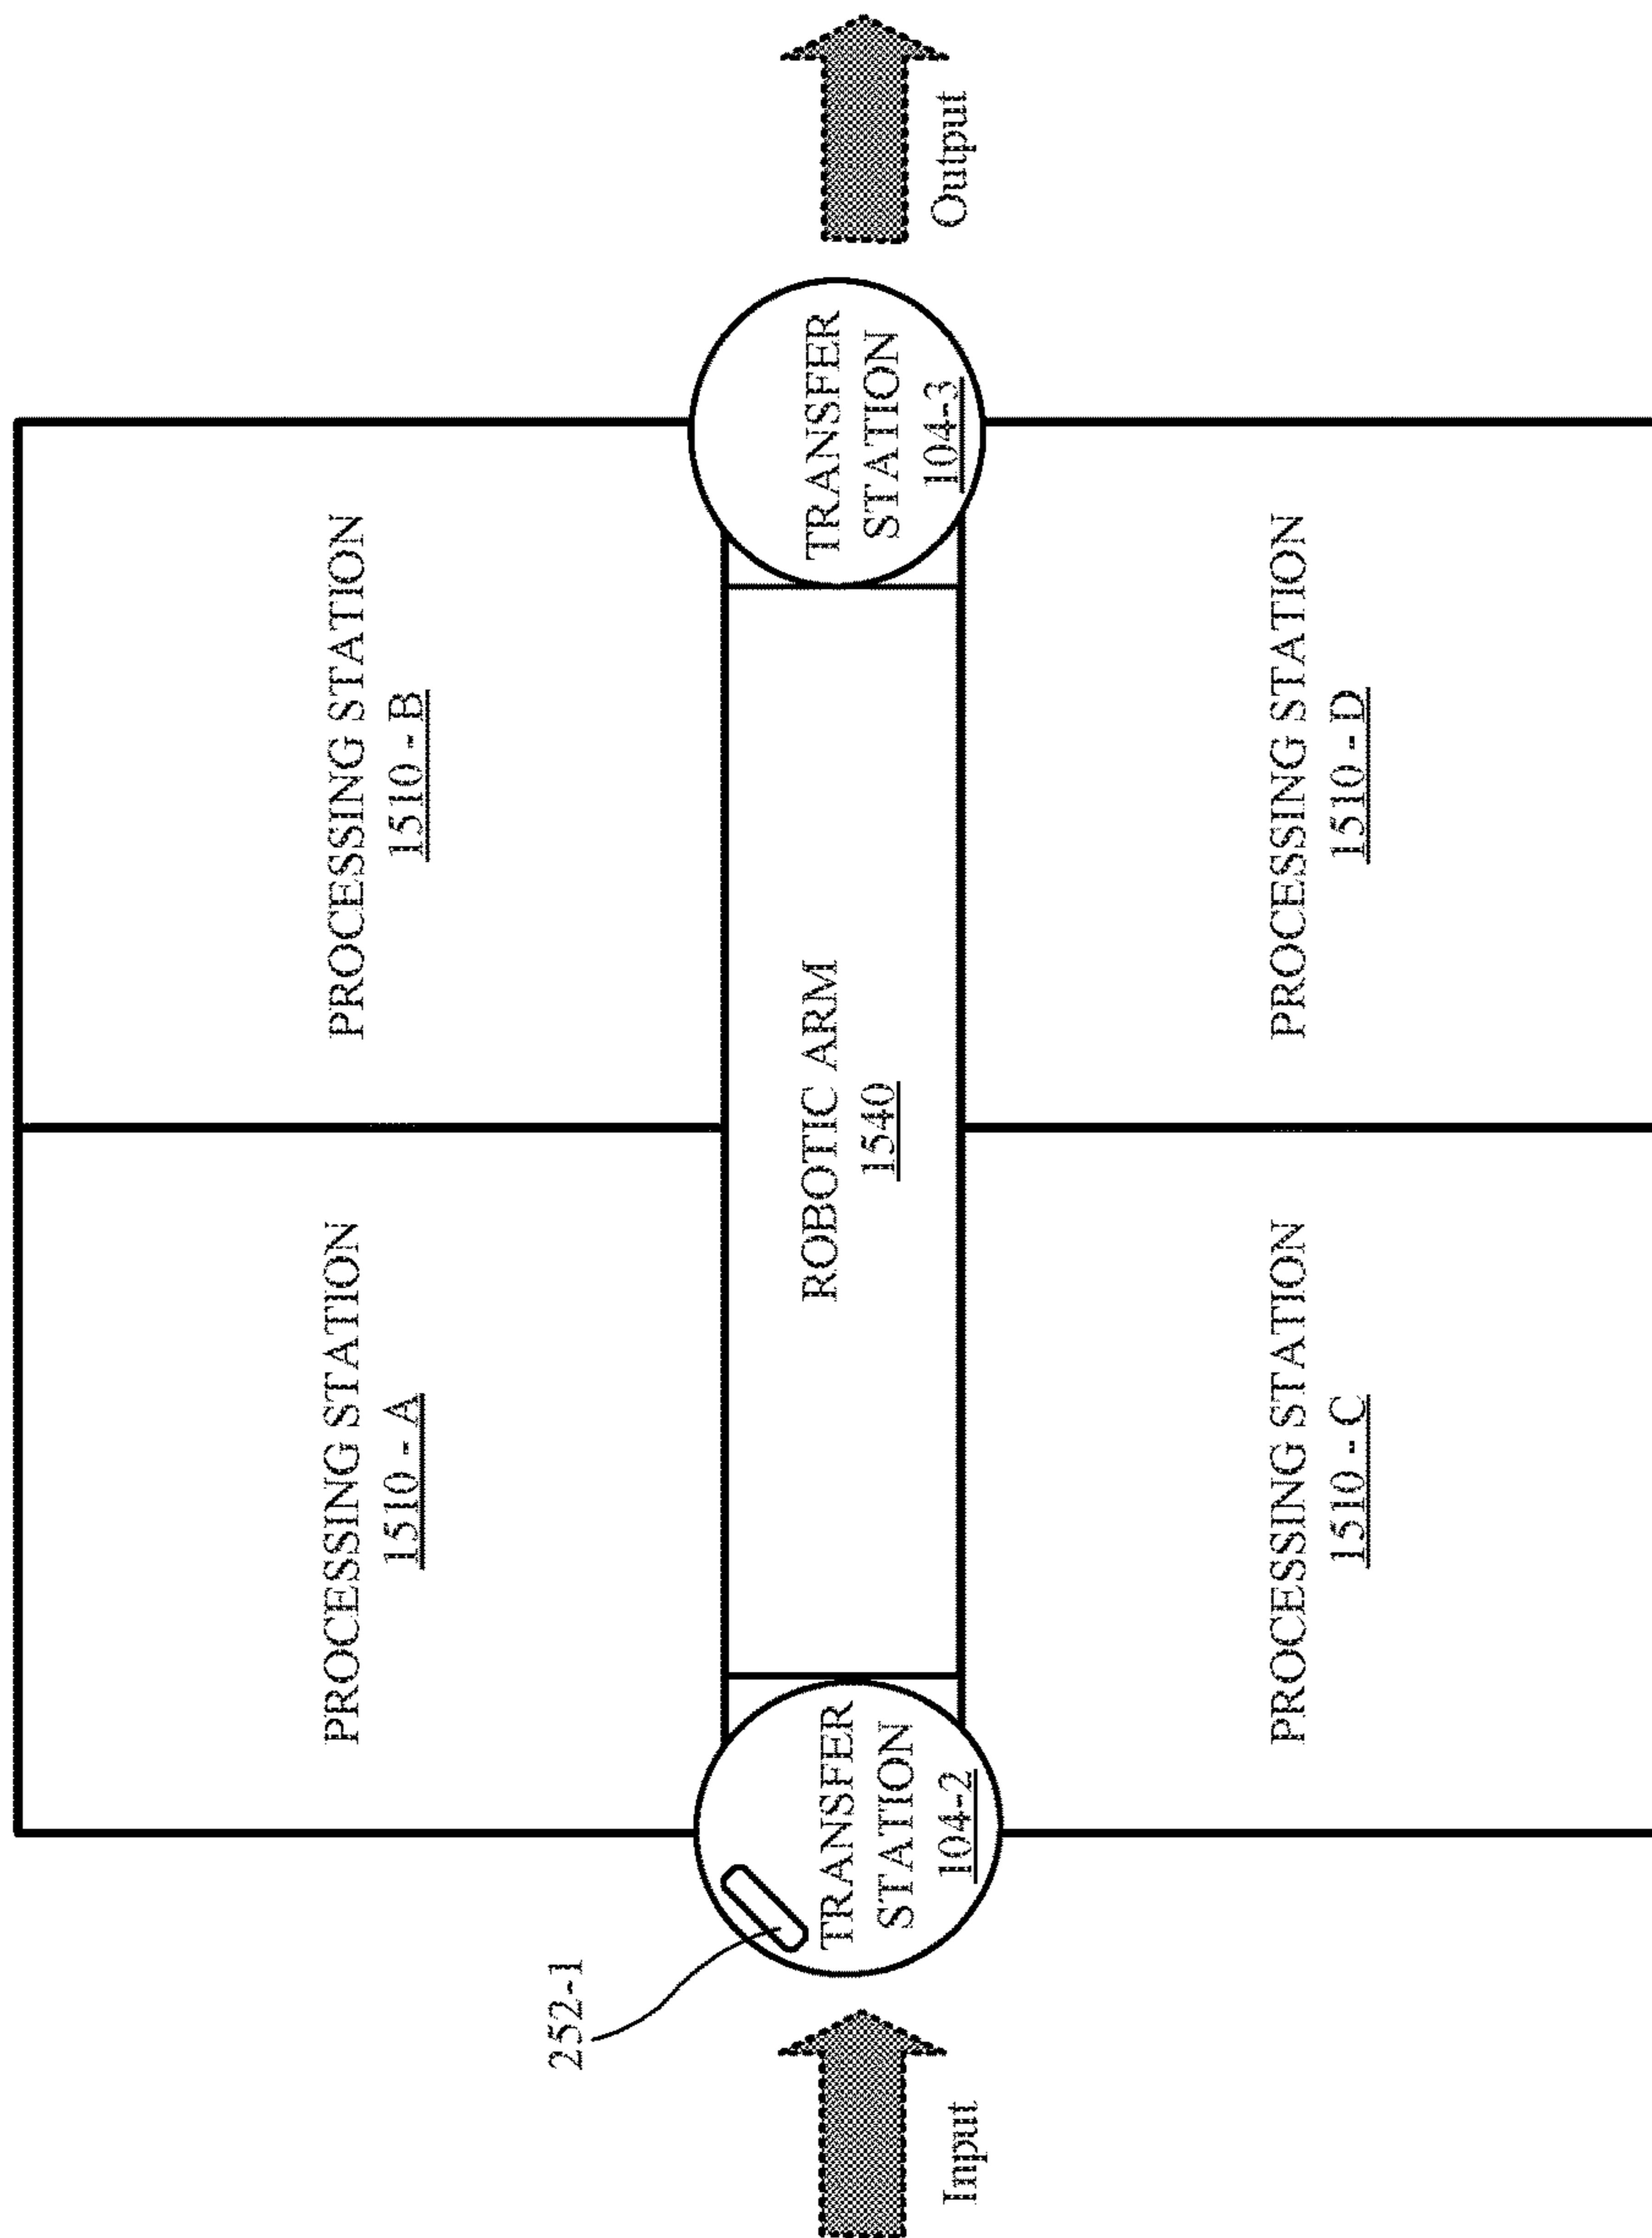 PROCESSING STATION
1510 - A
PROCESSING STATION
1510 - B
252-1
Input
TRANSFER
STATION
104-2
ROBOTIC ARM
1540
TRANSFER
STATION
104-3
Output
PROCESSING STATION
1510 - C
PROCESSING STATION
1510 - D